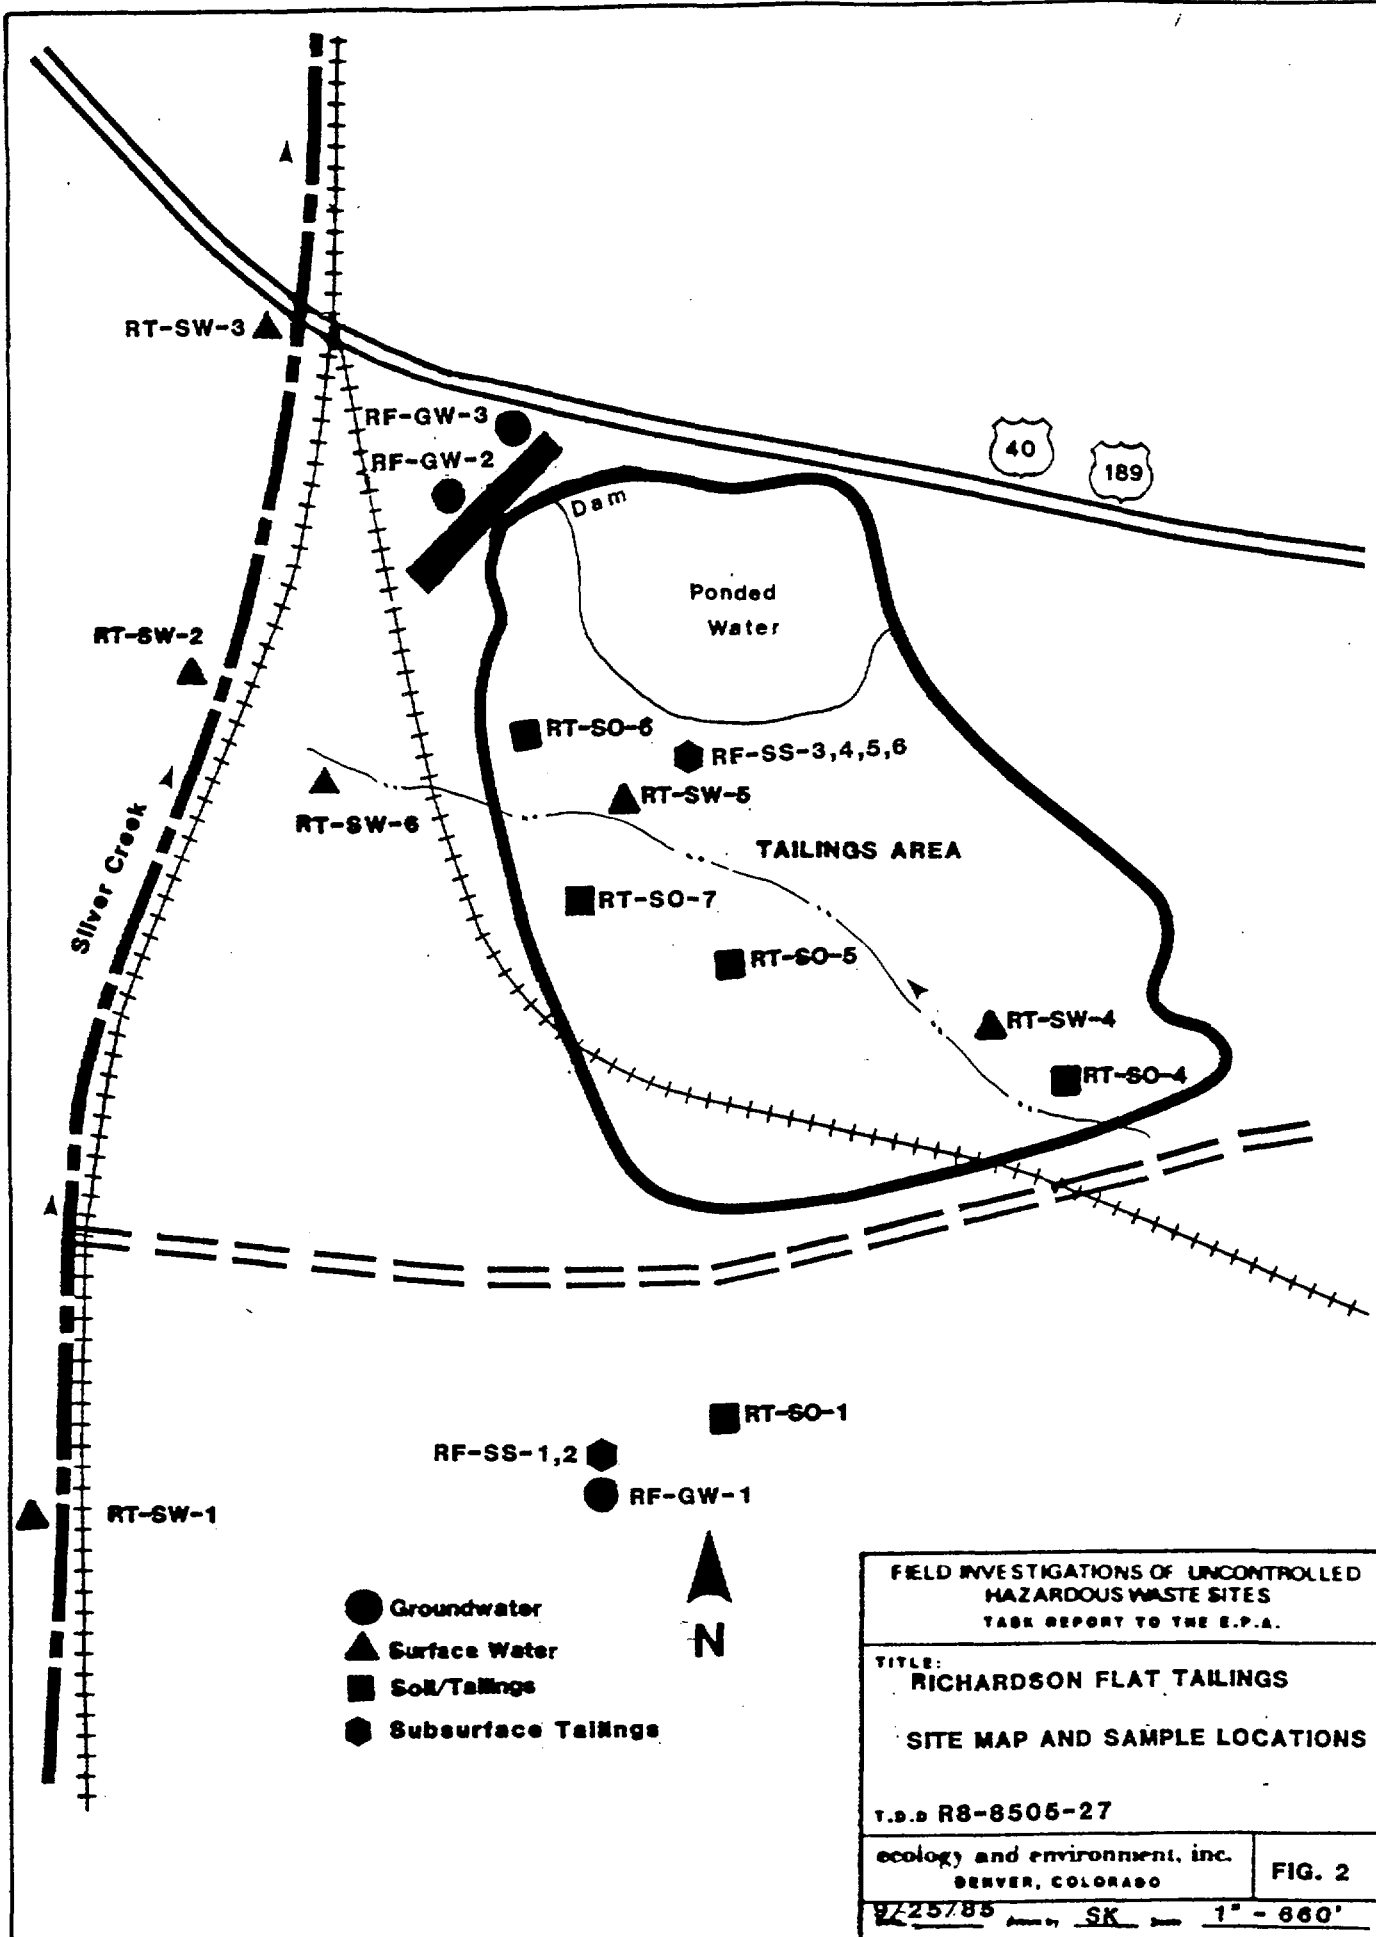 RT-SW-3
RF-GW-3
RF-GW-2
40
189
Dam
Ponded
Water
RT-SW-2
RT-SO-6
RF-SS-3,4,5,6
RT-SW-5
RT-SW-6
TAILINGS AREA
Silver Creek
RT-SO-7
RT-SO-5
RT-SW-4
RT-SO-4
RT-SO-1
RF-SS-1,2
RF-GW-1
RT-SW-1
N
Groundwater
Surface Water
Soil/Tailings
Subsurface Tailings
FIELD INVESTIGATIONS OF UNCONTROLLED
HAZARDOUS WASTE SITES
TASK REPORT TO THE E.P.A.
TITLE:
RICHARDSON FLAT TAILINGS
SITE MAP AND SAMPLE LOCATIONS
T.D.D R8-8505-27
ecology and environment, inc.
DENVER, COLORADO
FIG. 2
9/25/85 SK 1" - 660'